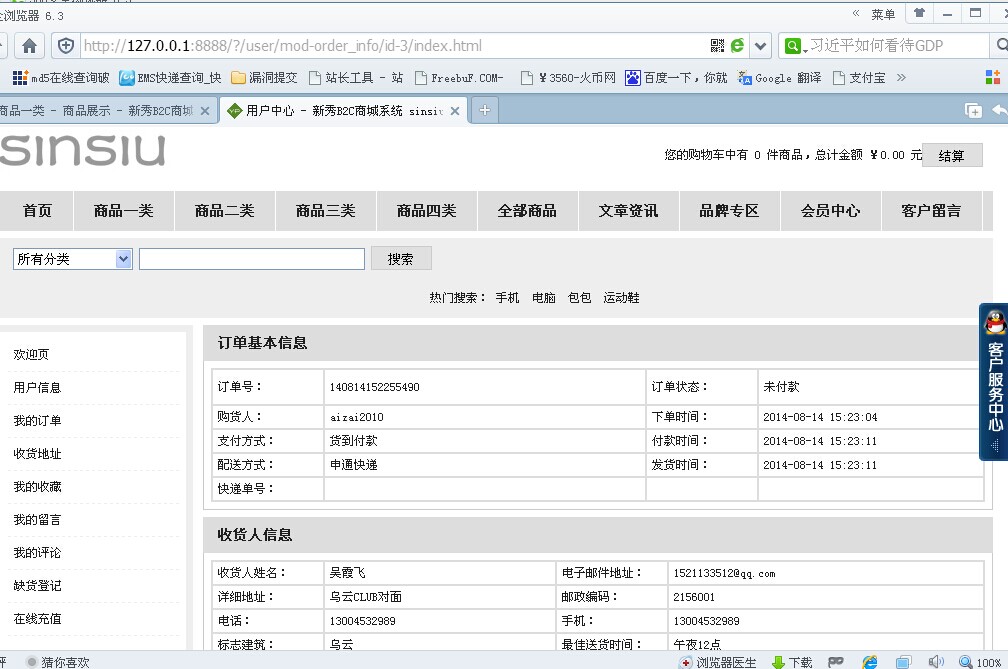 浏览器 6.3
« 菜单
http://127.0.0.1:8888/?/user/mod-order_info/id-3/index.html
习近平如何看待GDP
md5在线查询破 EMS快递查询_快 漏洞提交 站长工具 - 站 FreebuF.COM- ¥3560-火币网 百度一下，你就 Google 翻译 支付宝 »
商品一类 - 商品展示 - 新秀B2C商城 用户中心 - 新秀B2C商城系统 sinsiu
sinsiu
您的购物车中有 0 件商品，总计金额 ¥0.00 元 结算
首页 商品一类 商品二类 商品三类 商品四类 全部商品 文章资讯 品牌专区 会员中心 客户留言
所有分类 搜索
热门搜索： 手机 电脑 包包 运动鞋
欢迎页
用户信息
我的订单
收货地址
我的收藏
我的留言
我的评论
缺货登记
在线充值
订单基本信息
订单号： 140814152255490 订单状态： 未付款
购货人： aizai2010 下单时间： 2014-08-14 15:23:04
支付方式： 货到付款 付款时间： 2014-08-14 15:23:11
配送方式： 申通快递 发货时间： 2014-08-14 15:23:11
快递单号：
收货人信息
收货人姓名： 吴霞飞 电子邮件地址： 1521133512@qq.com
详细地址： 乌云CLUB对面 邮政编码： 2156001
电话： 13004532989 手机： 13004532989
标志建筑： 乌云 最佳送货时间： 午夜12点
客户服务中心
猜你喜欢 浏览器医生 下载 100%